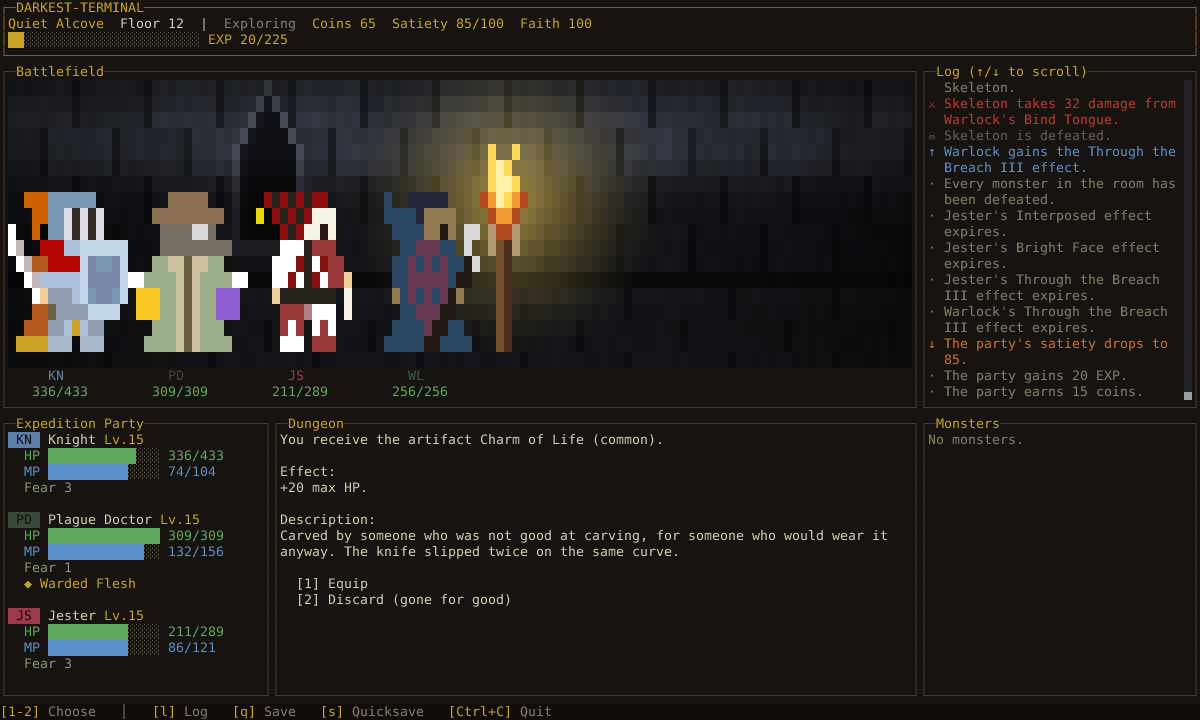 DARKEST-TERMINAL
Quiet Alcove  Floor 12  |  Exploring  Coins 65  Satiety 85/100  Faith 100
EXP 20/225
Battlefield
KN PD JS WL
336/433 309/309 211/289 256/256
Log (↑/↓ to scroll)
Skeleton.
⚔ Skeleton takes 32 damage from
Warlock's Bind Tongue.
☠ Skeleton is defeated.
↑ Warlock gains the Through the
Breach III effect.
· Every monster in the room has
been defeated.
· Jester's Interposed effect
expires.
· Jester's Bright Face effect
expires.
· Jester's Through the Breach
III effect expires.
· Warlock's Through the Breach
III effect expires.
↓ The party's satiety drops to
85.
· The party gains 20 EXP.
· The party earns 15 coins.
Expedition Party
KN Knight Lv.15
HP 336/433
MP 74/104
Fear 3
PD Plague Doctor Lv.15
HP 309/309
MP 132/156
Fear 1
◆ Warded Flesh
JS Jester Lv.15
HP 211/289
MP 86/121
Fear 3
Dungeon
You receive the artifact Charm of Life (common).
Effect:
+20 max HP.
Description:
Carved by someone who was not good at carving, for someone who would wear it
anyway. The knife slipped twice on the same curve.
[1] Equip
[2] Discard (gone for good)
Monsters
No monsters.
[1-2] Choose  |  [l] Log  [q] Save  [s] Quicksave  [Ctrl+C] Quit